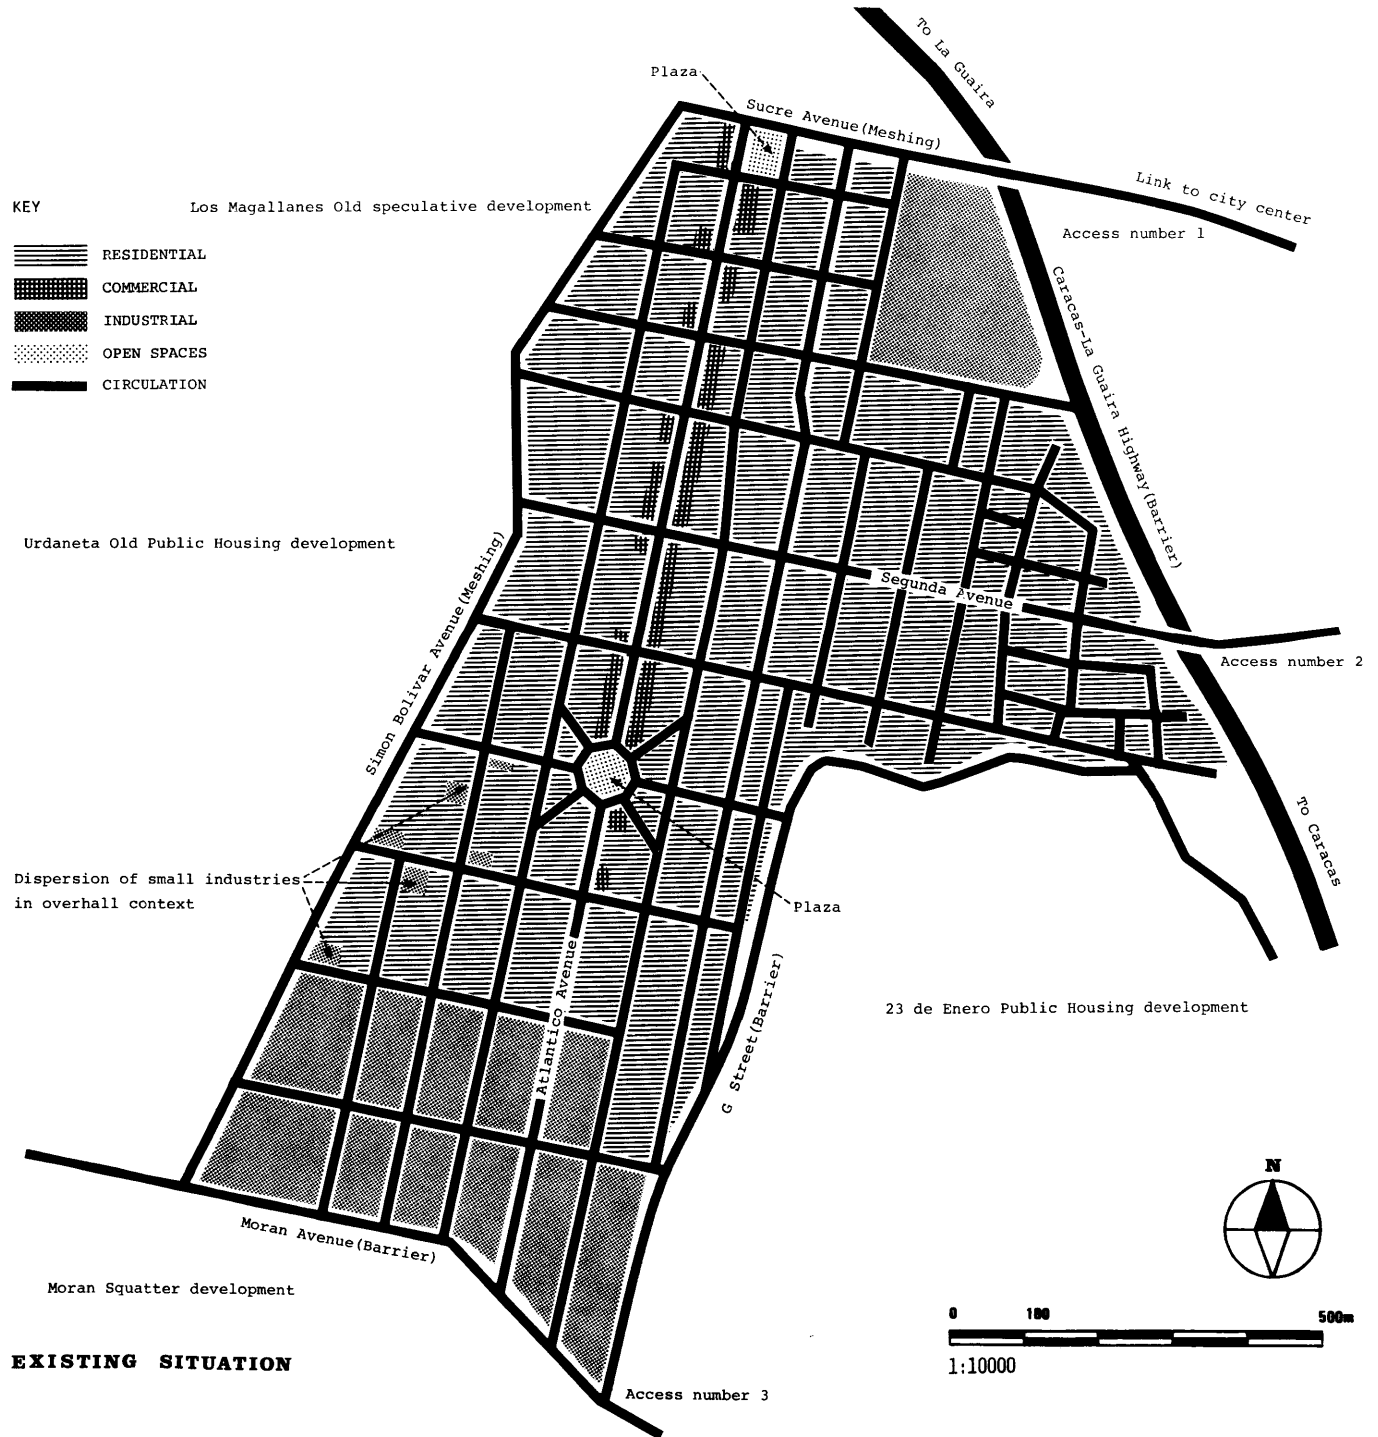 To La Guaira
Plaza
Sucre Avenue(Meshing)
Link to city center
KEY
Los Magallanes Old speculative development
Access number 1
RESIDENTIAL
COMMERCIAL
INDUSTRIAL
OPEN SPACES
CIRCULATION
Caracas-La Guaira Highway(Barrier)
Urdaneta Old Public Housing development
Simon Bolivar Avenue(Meshing)
Segunda Avenue
Access number 2
To Caracas
Dispersion of small industries
in overhall context
Plaza
Atlantico Avenue
G Street(Barrier)
23 de Enero Public Housing development
N
Moran Avenue(Barrier)
Moran Squatter development
0 100 500m
1:10000
EXISTING SITUATION
Access number 3